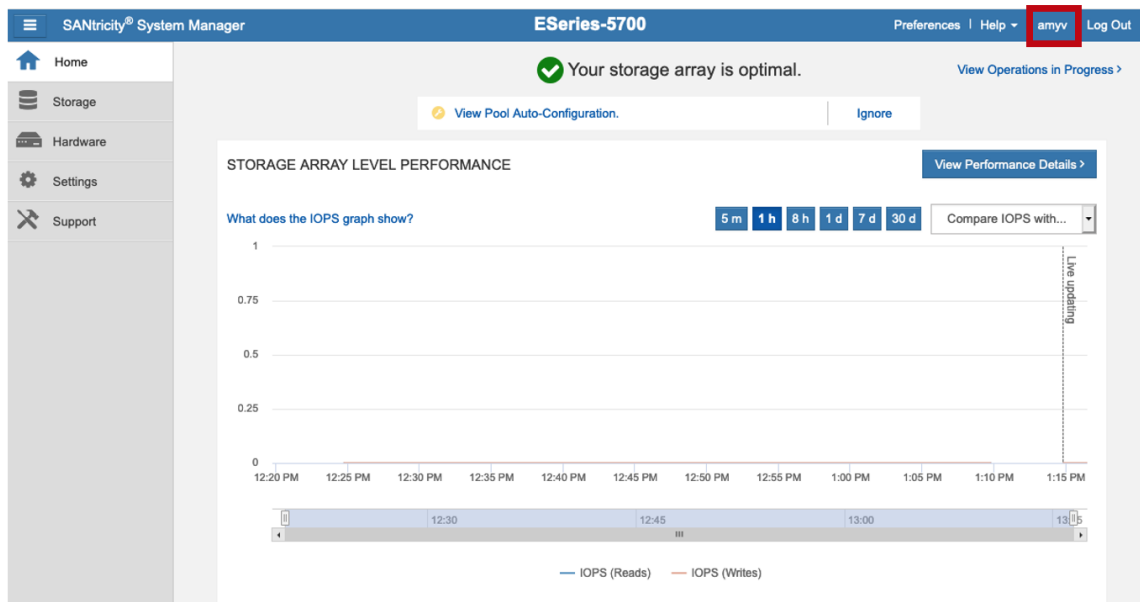 SANtricity® System Manager
ESeries-5700
Preferences | Help amyv Log Out
Home
Storage
Hardware
Settings
Support
Your storage array is optimal.
View Operations in Progress >
View Pool Auto-Configuration.
Ignore
STORAGE ARRAY LEVEL PERFORMANCE
View Performance Details >
What does the IOPS graph show?
5 m 1 h 8 h 1 d 7 d 30 d
Compare IOPS with...
1
0.75
0.5
0.25
0
Live updating
12:20 PM 12:25 PM 12:30 PM 12:35 PM 12:40 PM 12:45 PM 12:50 PM 12:55 PM 1:00 PM 1:05 PM 1:10 PM 1:15 PM
12:30 12:45 13:00
IOPS (Reads) IOPS (Writes)